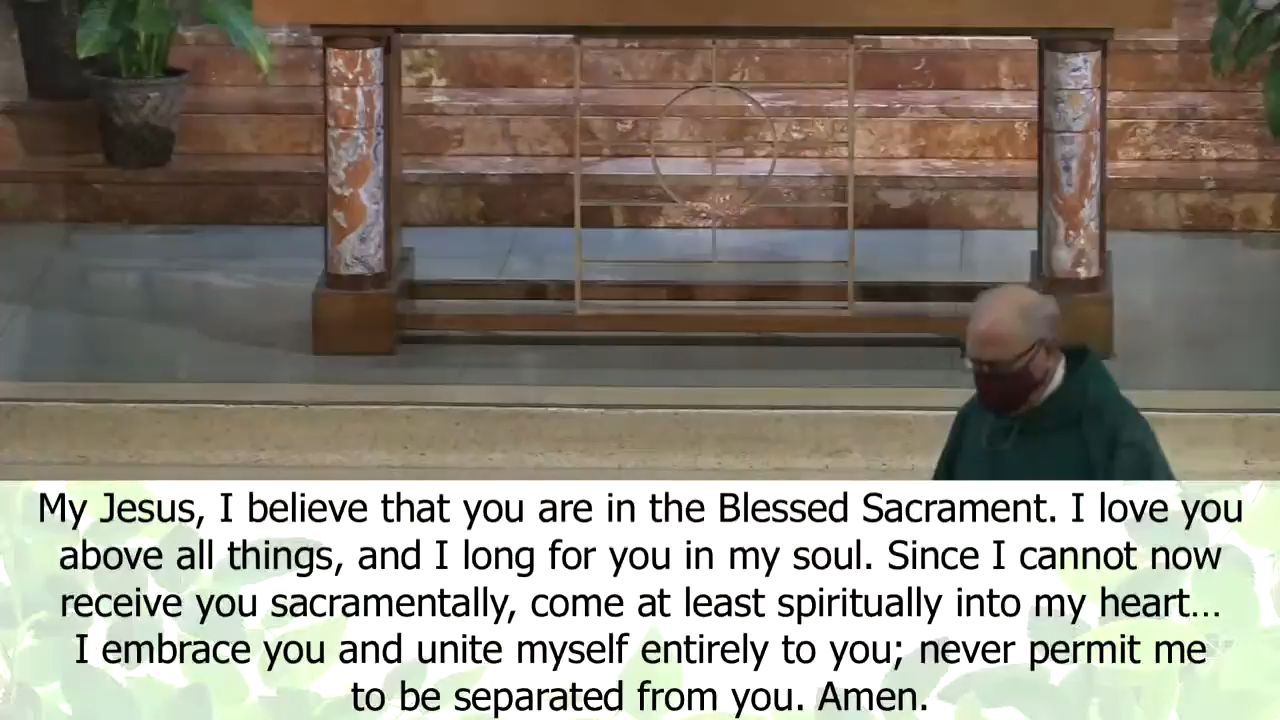 My Jesus, I believe that you are in the Blessed Sacrament. I love you
above all things, and I long for you in my soul. Since I cannot now
receive you sacramentally, come at least spiritually into my heart…
I embrace you and unite myself entirely to you; never permit me
to be separated from you. Amen.